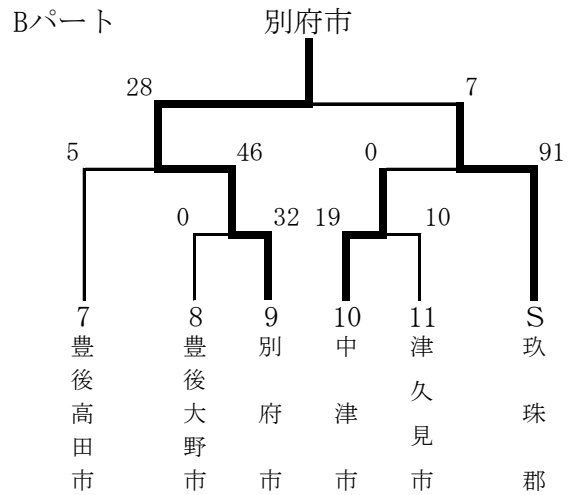 Bパート 別府市
28 7
5 46 0 91
0 32 19 10
7 8 9 10 11 S
豊後高田市
豊後大野市
別府市
中津市
津久見市
玖珠郡